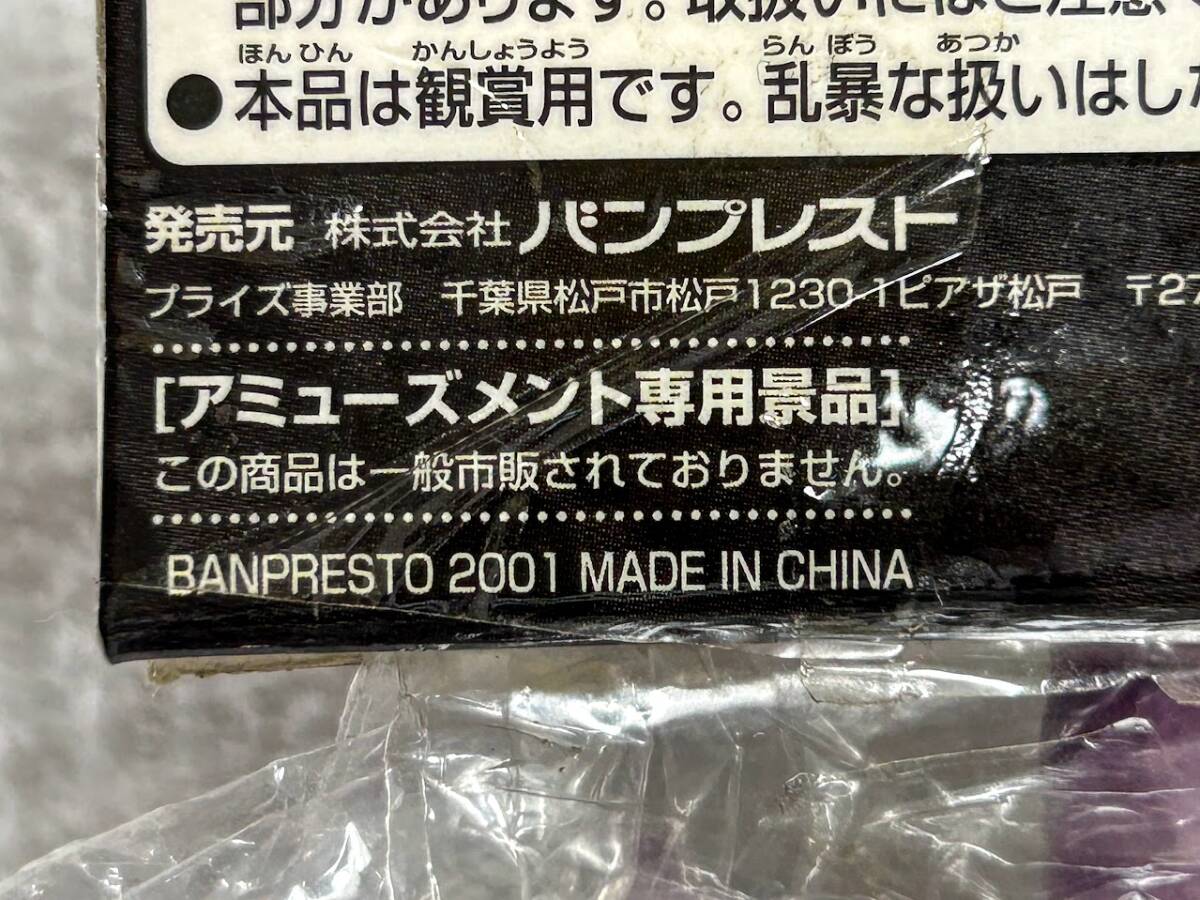 部分があります。取扱いにはご注意
ほんひん かんしょうよう らんぼう あつか
●本品は観賞用です。乱暴な扱いはしな
発売元 株式会社バンプレスト
プライズ事業部 千葉県松戸市松戸1230-1ピアザ松戸 〒27
[アミューズメント専用景品]
この商品は一般市販されておりません。
BANPRESTO 2001 MADE IN CHINA